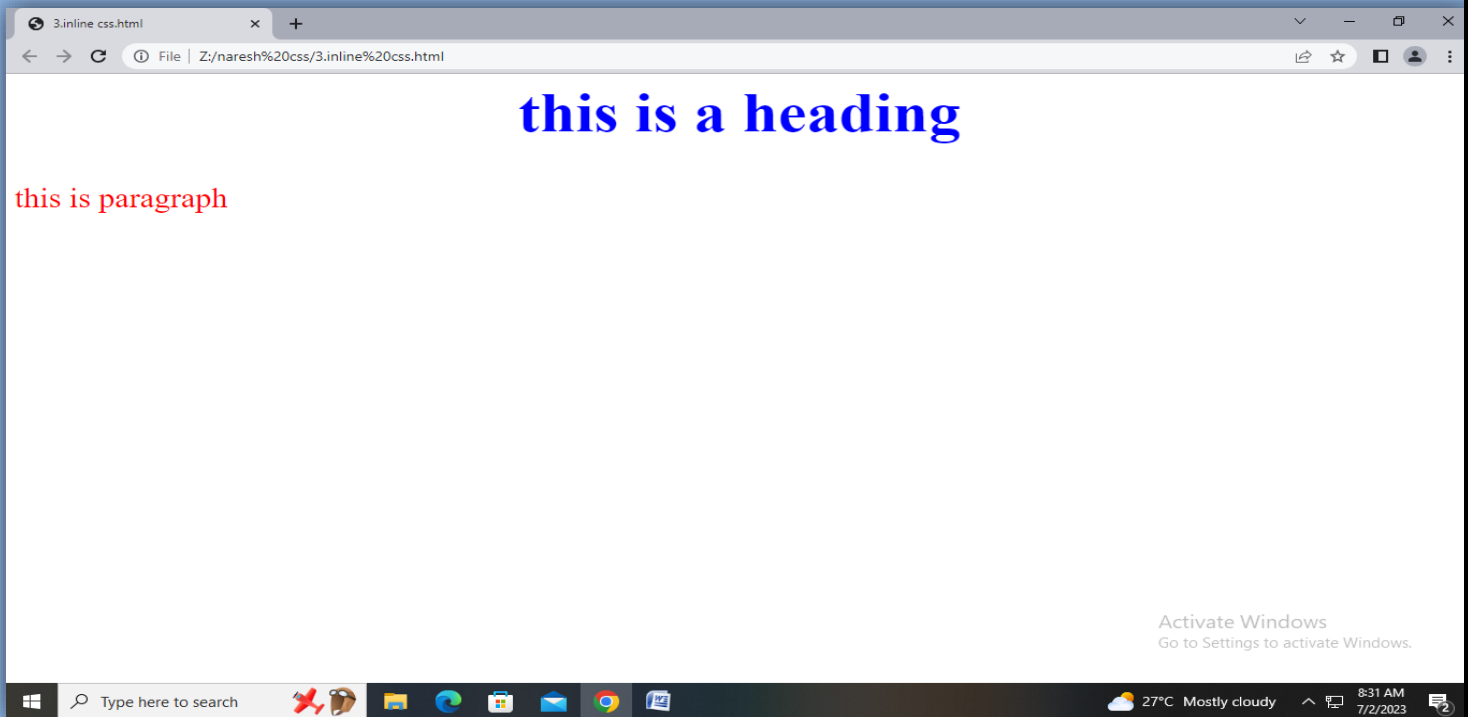 3.inline css.html
File Z:/naresh%20css/3.inline%20css.html
this is a heading
this is paragraph
Activate Windows
Go to Settings to activate Windows.
Type here to search
27°C Mostly cloudy
8:31 AM
7/2/2023
2